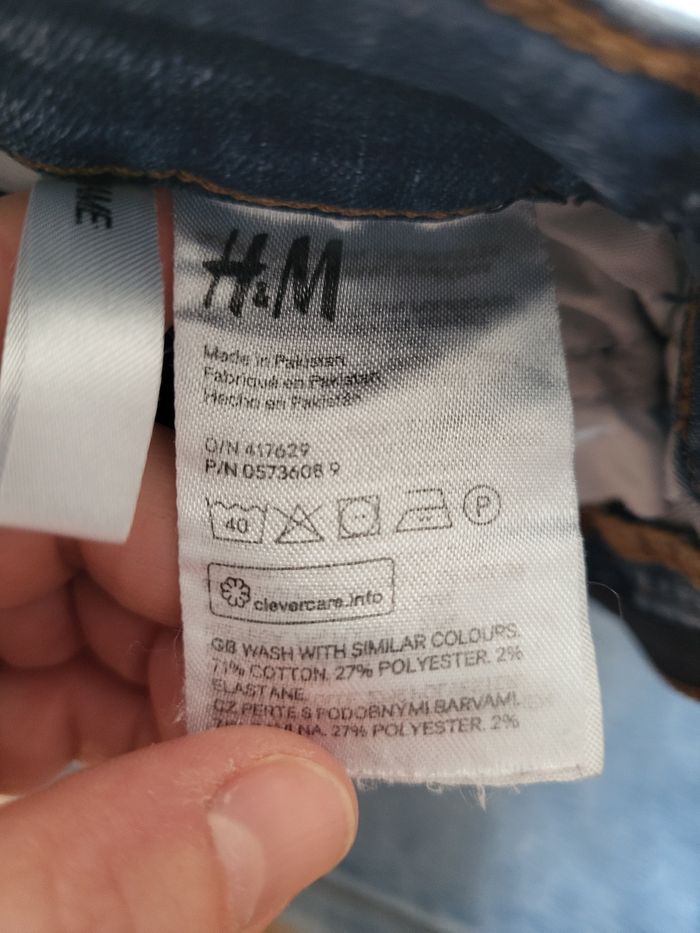 H&M
Made in Pakistan
Fabriqué en Pakistan
Hecho en Pakistán
O/N 417629
P/N 0573608 9
40
P
clevercare.info
GB WASH WITH SIMILAR COLOURS.
71% COTTON. 27% POLYESTER. 2%
ELASTANE
CZ PERTE S PODOBNÝMI BARVAMI.
27% POLYESTER. 2%